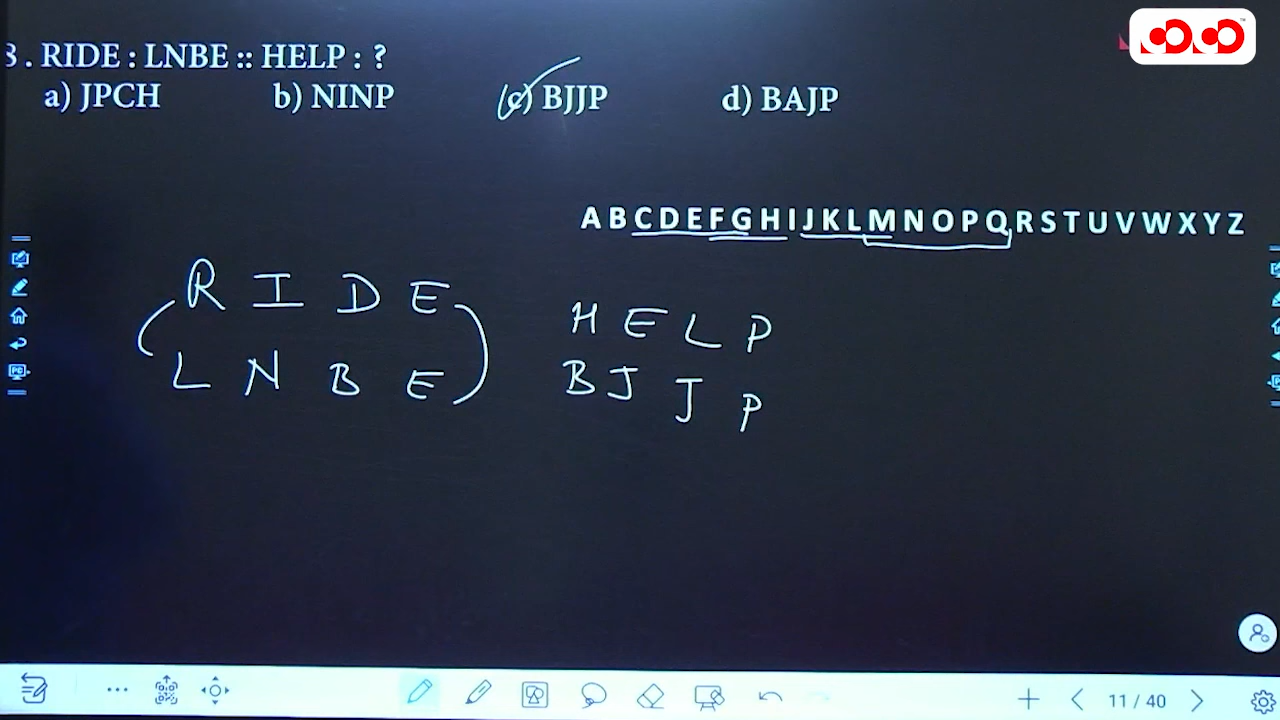 3 . RIDE : LNBE :: HELP : ?
a) JPCH b) NINP (c) BJJP d) BAJP
A B C D E F G H I J K L M N O P Q R S T U V W X Y Z
R I D E
L N B E
H E L P
B J J P
11 / 40